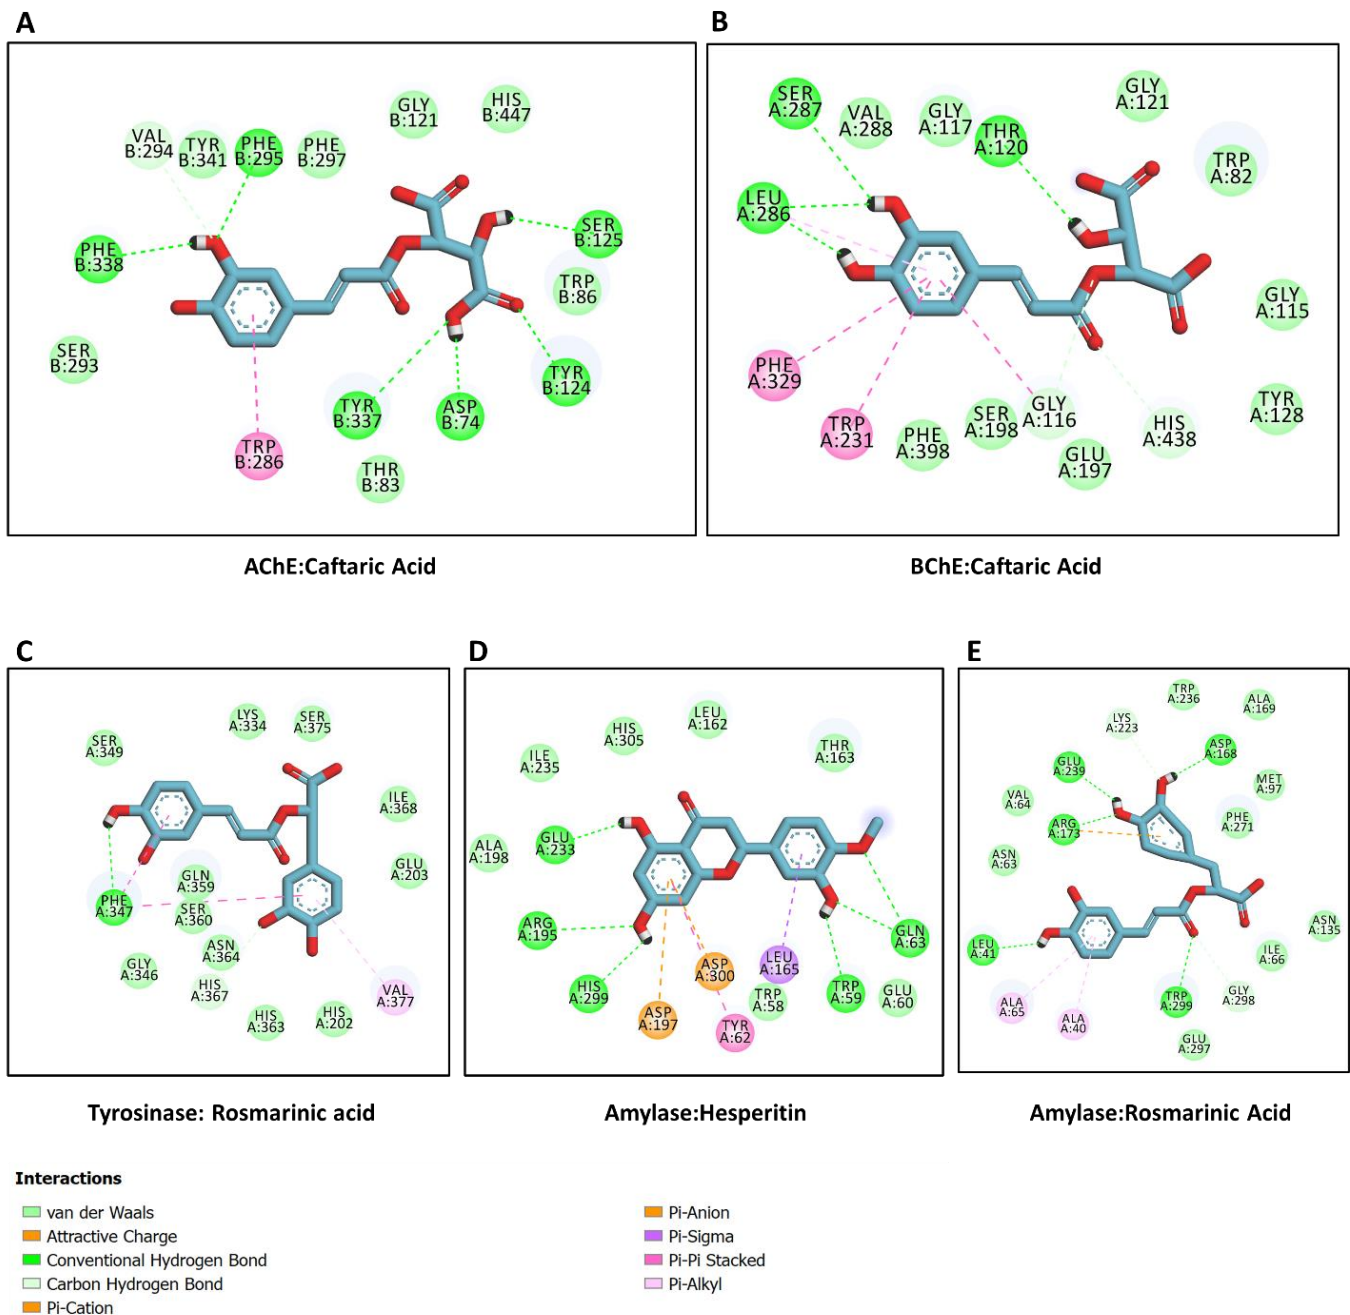 A
VAL
B:294
TYR
B:341
PHE
B:295
PHE
B:297
GLY
B:121
HIS
B:447
PHE
B:338
SER
B:125
TRP
B:86
SER
B:293
TYR
B:124
TYR
B:337
ASP
B:74
TRP
B:286
THR
B:83
AChE:Caftaric Acid
B
SER
A:287
VAL
A:288
GLY
A:117
THR
A:120
GLY
A:121
TRP
A:82
LEU
A:286
GLY
A:115
PHE
A:329
TRP
A:231
PHE
A:398
SER
A:198
GLY
A:116
GLU
A:197
HIS
A:438
TYR
A:128
BChE:Caftaric Acid
C
SER
A:349
LYS
A:334
SER
A:375
ILE
A:368
GLU
A:203
GLN
A:359
PHE
A:347
SER
A:360
ASN
A:364
GLY
A:346
HIS
A:367
HIS
A:363
HIS
A:202
VAL
A:377
Tyrosinase: Rosmarinic acid
D
ILE
A:235
HIS
A:305
LEU
A:162
THR
A:163
ALA
A:198
GLU
A:233
ARG
A:195
HIS
A:299
ASP
A:197
ASP
A:300
TYR
A:62
TRP
A:58
LEU
A:165
TRP
A:59
GLU
A:60
GLN
A:63
Amylase:Hesperitin
E
TRP
A:236
ALA
A:169
LYS
A:223
ASP
A:168
GLU
A:239
MET
A:97
VAL
A:64
ARG
A:173
PHE
A:271
ASN
A:63
ASN
A:135
LEU
A:41
ILE
A:66
ALA
A:65
ALA
A:40
TRP
A:299
GLY
A:298
GLU
A:297
Amylase:Rosmarinic Acid
Interactions
van der Waals
Attractive Charge
Conventional Hydrogen Bond
Carbon Hydrogen Bond
Pi-Cation
Pi-Anion
Pi-Sigma
Pi-Pi Stacked
Pi-Alkyl